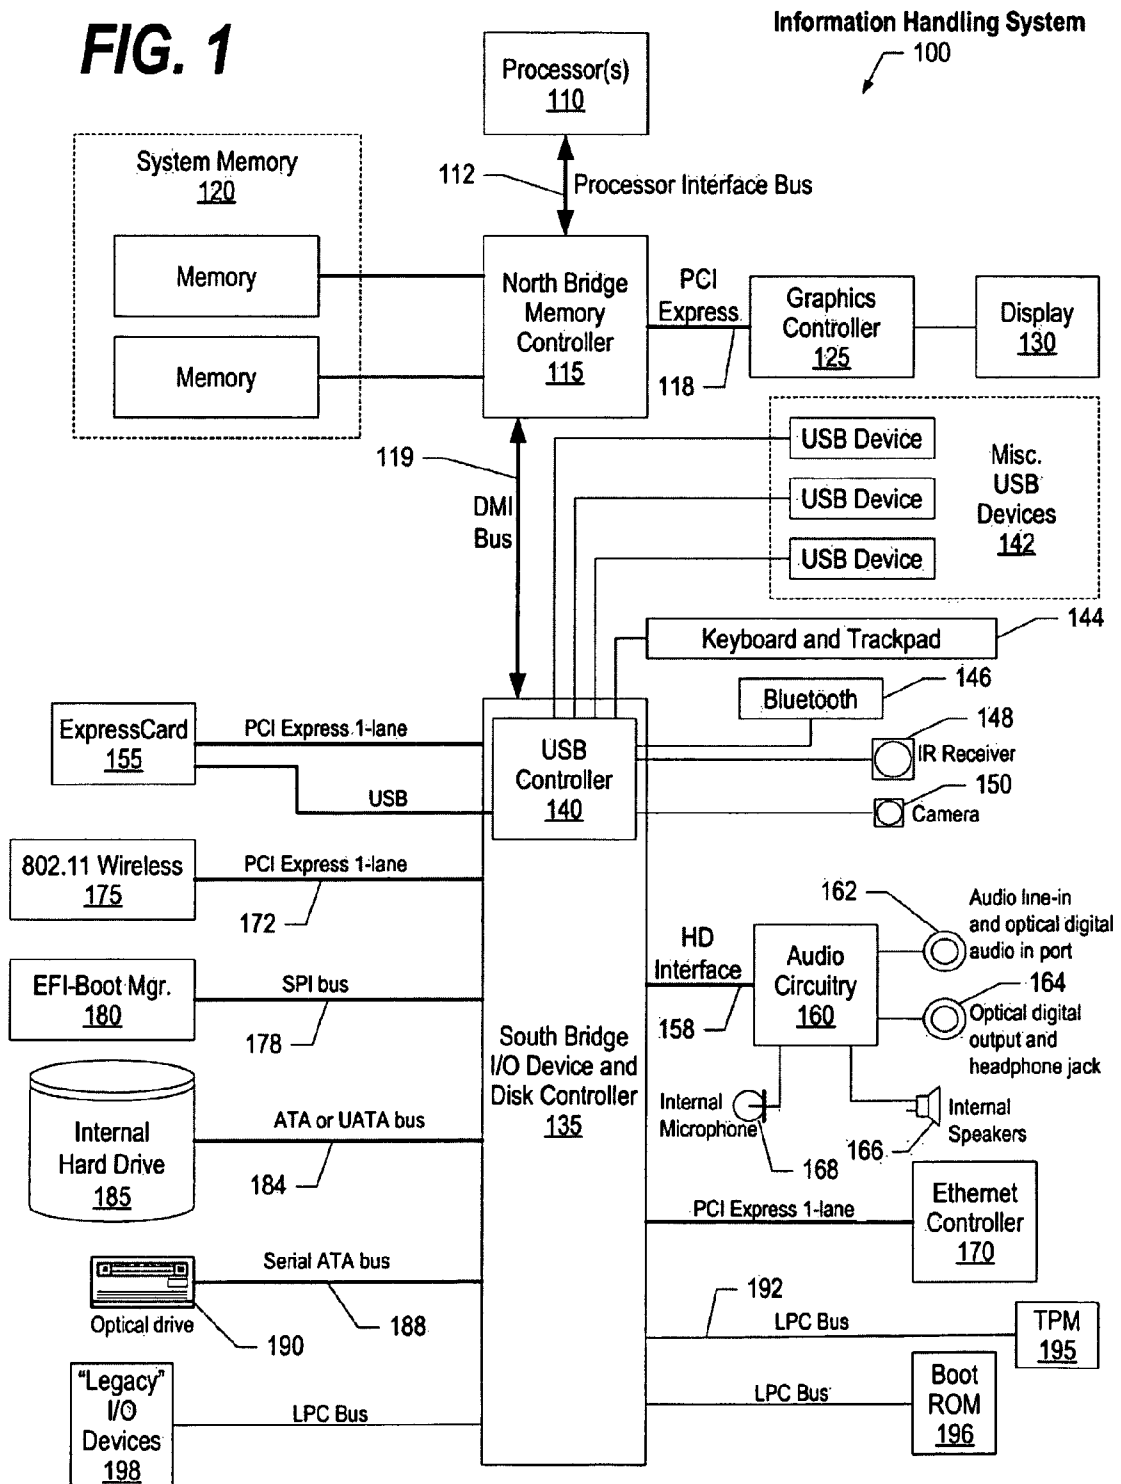 FIG. 1
Information Handling System
100
Processor(s)
110
System Memory
120
Memory
Memory
112
Processor Interface Bus
North Bridge
Memory
Controller
115
PCI
Express
118
Graphics
Controller
125
Display
130
119
DMI
Bus
USB Device
USB Device
USB Device
Misc.
USB
Devices
142
Keyboard and Trackpad
144
Bluetooth
146
148
IR Receiver
150
Camera
ExpressCard
155
PCI Express 1-lane
USB
USB
Controller
140
802.11 Wireless
175
PCI Express 1-lane
172
EFI-Boot Mgr.
180
SPI bus
178
South Bridge
I/O Device and
Disk Controller
135
HD
Interface
158
Audio
Circuitry
160
162
Audio line-in
and optical digital
audio in port
164
Optical digital
output and
headphone jack
Internal
Microphone
168
166
Internal
Speakers
Internal
Hard Drive
185
ATA or UATA bus
184
PCI Express 1-lane
Ethernet
Controller
170
Optical drive
190
Serial ATA bus
188
192
LPC Bus
TPM
195
LPC Bus
Boot
ROM
196
"Legacy"
I/O
Devices
198
LPC Bus